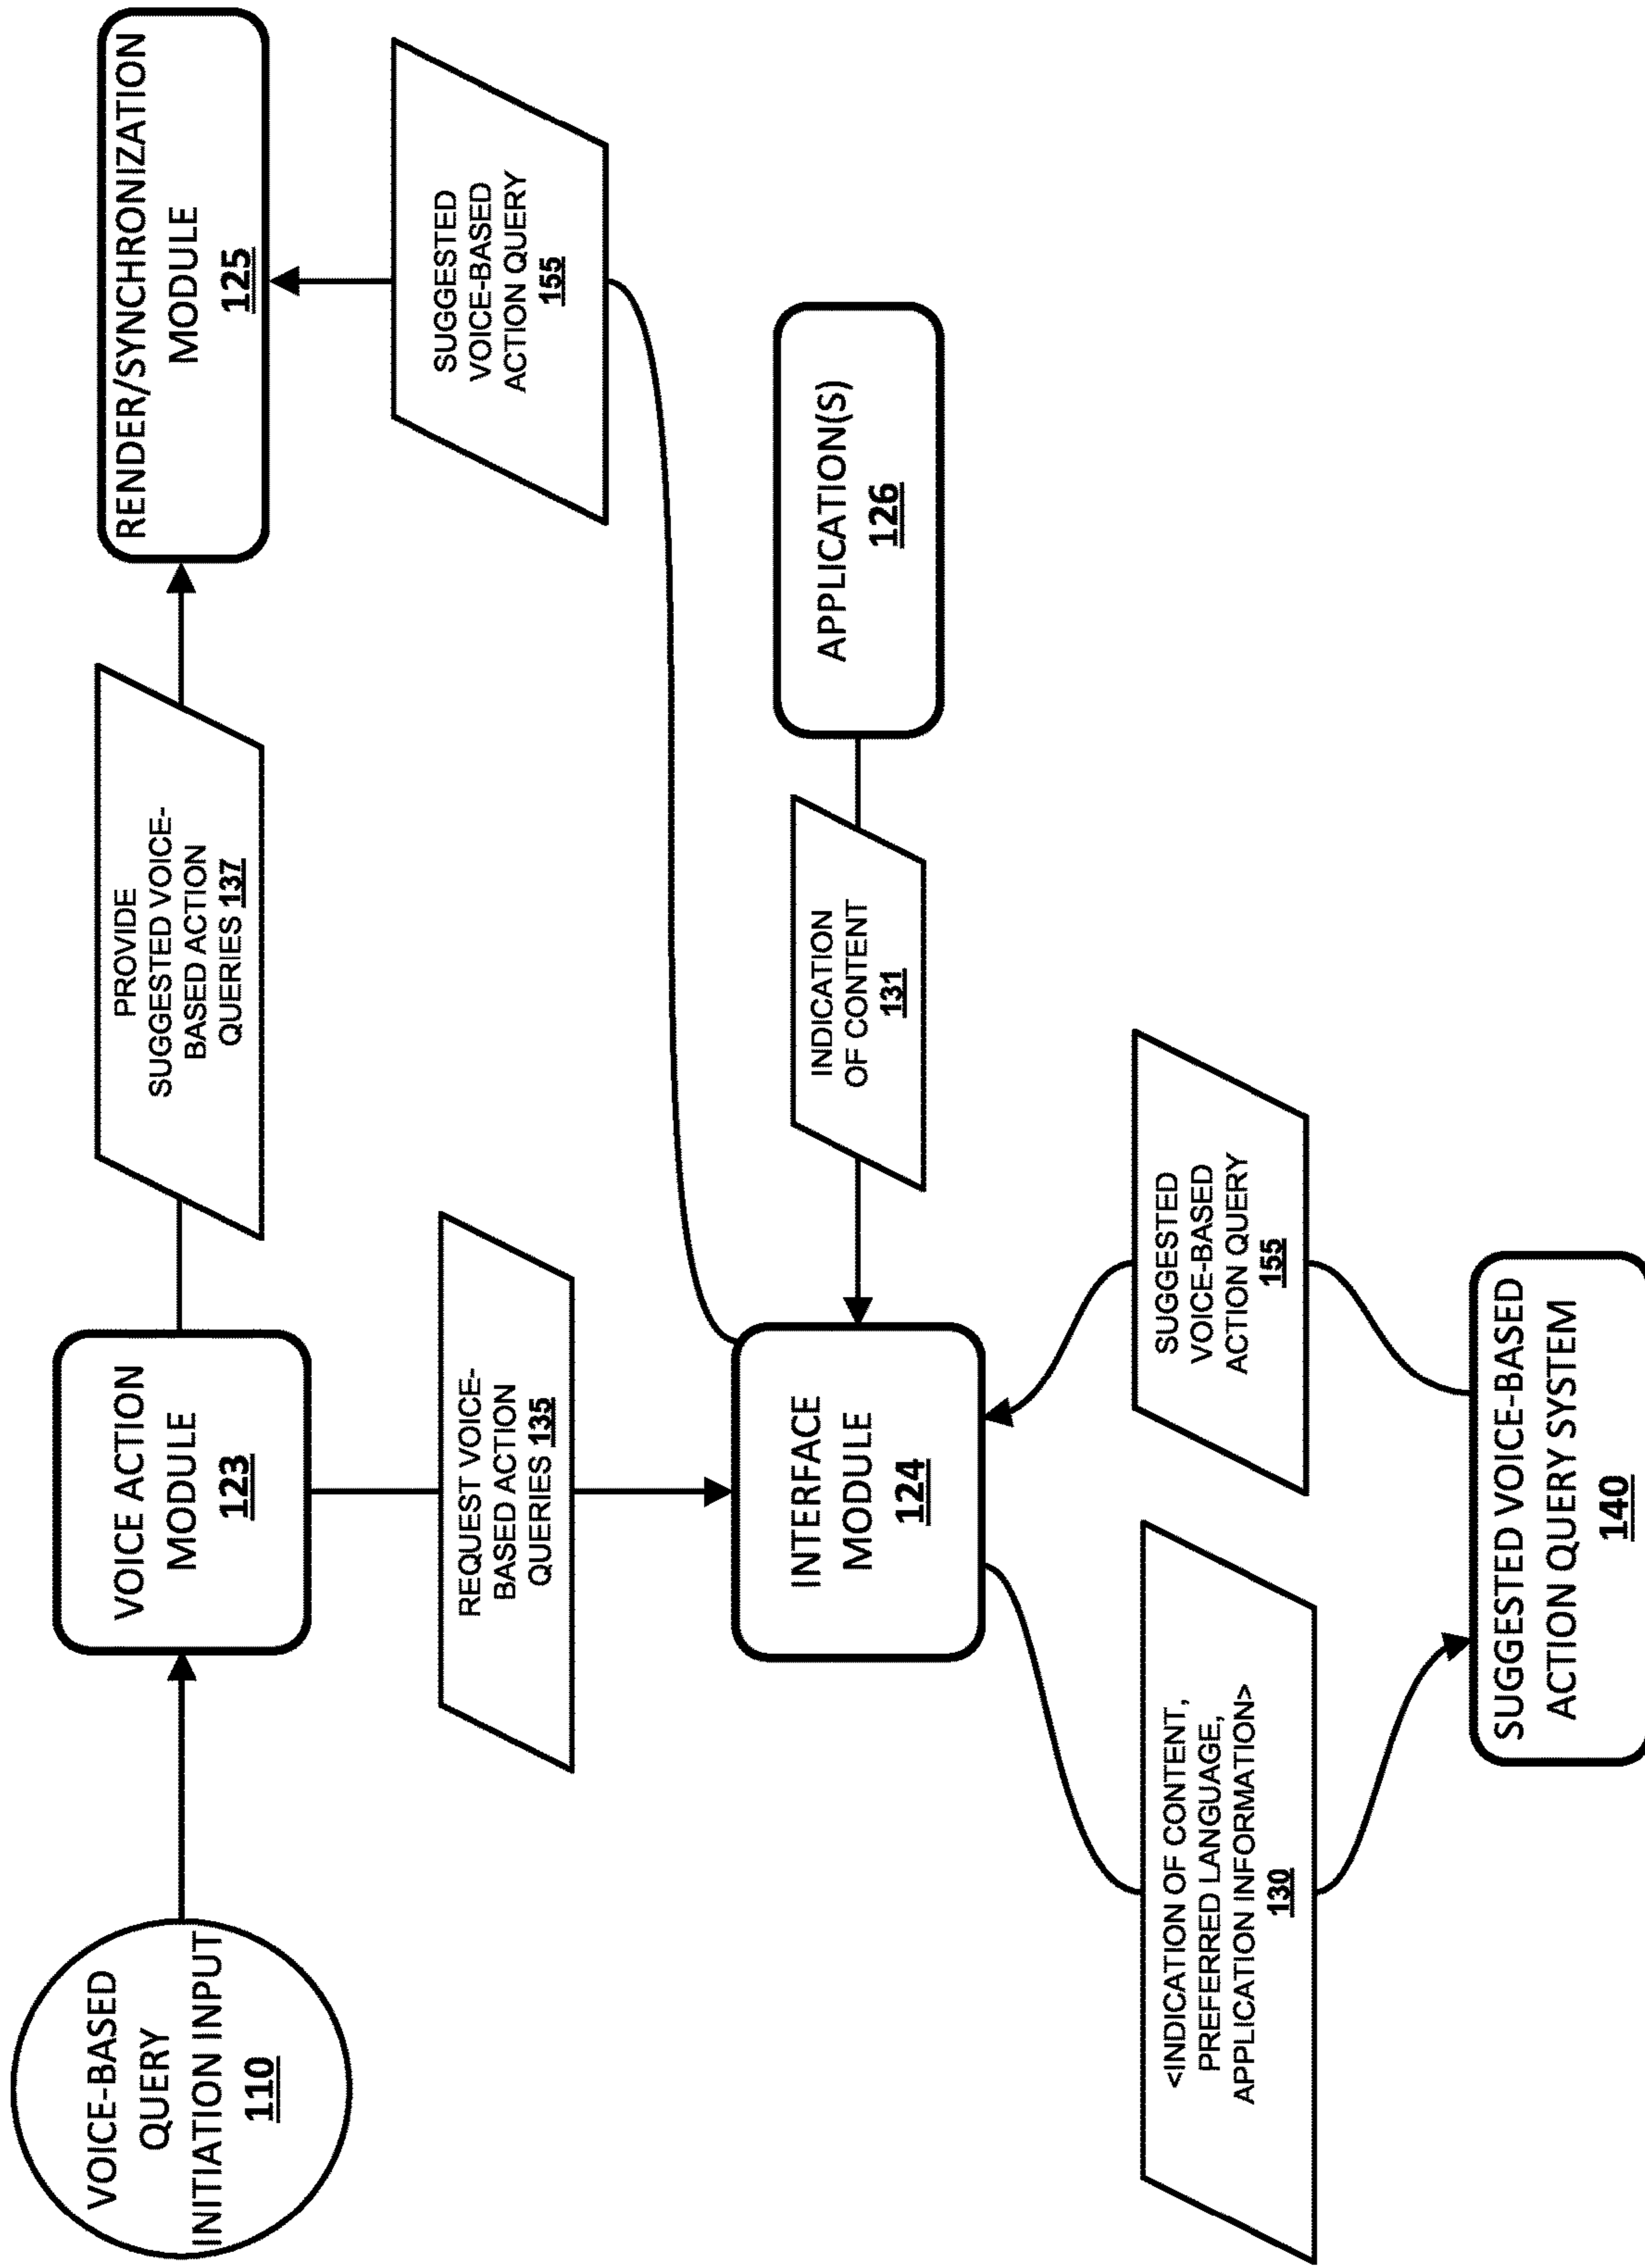 VOICE-BASED
QUERY
INITIATION INPUT
110
VOICE ACTION
MODULE
123
PROVIDE
SUGGESTED VOICE-
BASED ACTION
QUERIES 137
RENDER/SYNCHRONIZATION
MODULE
125
REQUEST VOICE-
BASED ACTION
QUERIES 135
SUGGESTED
VOICE-BASED
ACTION QUERY
155
INTERFACE
MODULE
124
INDICATION
OF CONTENT
131
APPLICATION(S)
126
<INDICATION OF CONTENT,
PREFERRED LANGUAGE,
APPLICATION INFORMATION>
130
SUGGESTED
VOICE-BASED
ACTION QUERY
155
SUGGESTED VOICE-BASED
ACTION QUERY SYSTEM
140